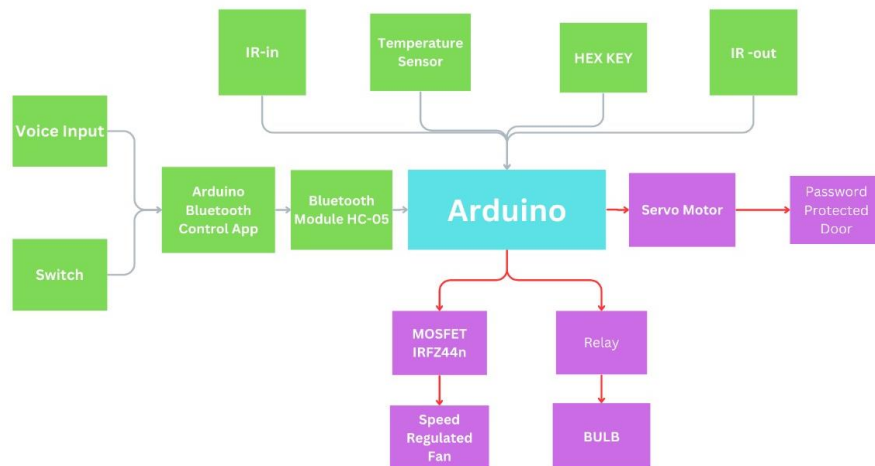 IR-in
Temperature
Sensor
HEX KEY
IR -out
Voice Input
Switch
Arduino
Bluetooth
Control App
Bluetooth
Module HC-05
Arduino
Servo Motor
Password
Protected
Door
MOSFET
IRFZ44n
Relay
Speed
Regulated
Fan
BULB